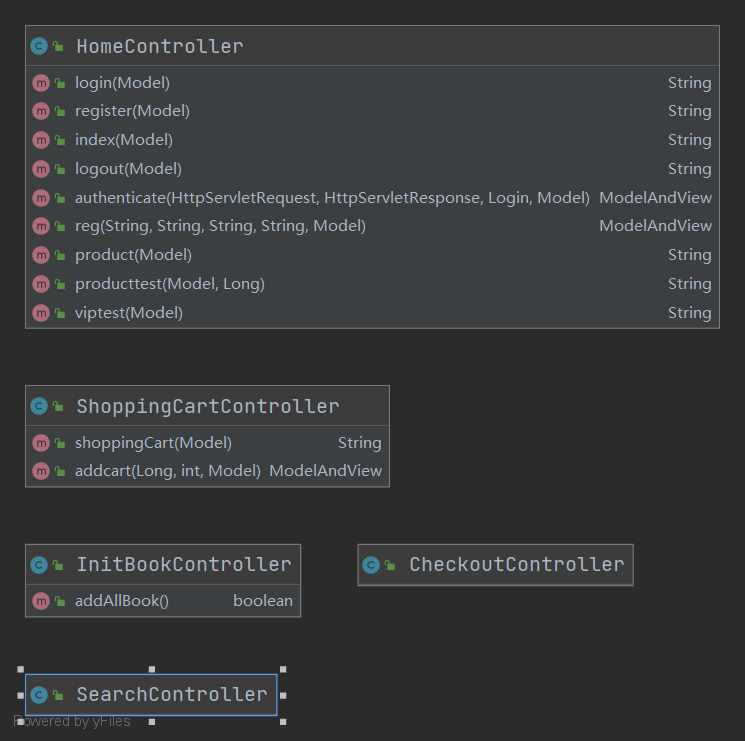 HomeController
login(Model) String
register(Model) String
index(Model) String
logout(Model) String
authenticate(HttpServletRequest, HttpServletResponse, Login, Model) ModelAndView
reg(String, String, String, String, Model) ModelAndView
product(Model) String
producttest(Model, Long) String
viptest(Model) String
ShoppingCartController
shoppingCart(Model) String
addcart(Long, int, Model) ModelAndView
InitBookController
addAllBook() boolean
CheckoutController
SearchController
Powered by yFiles